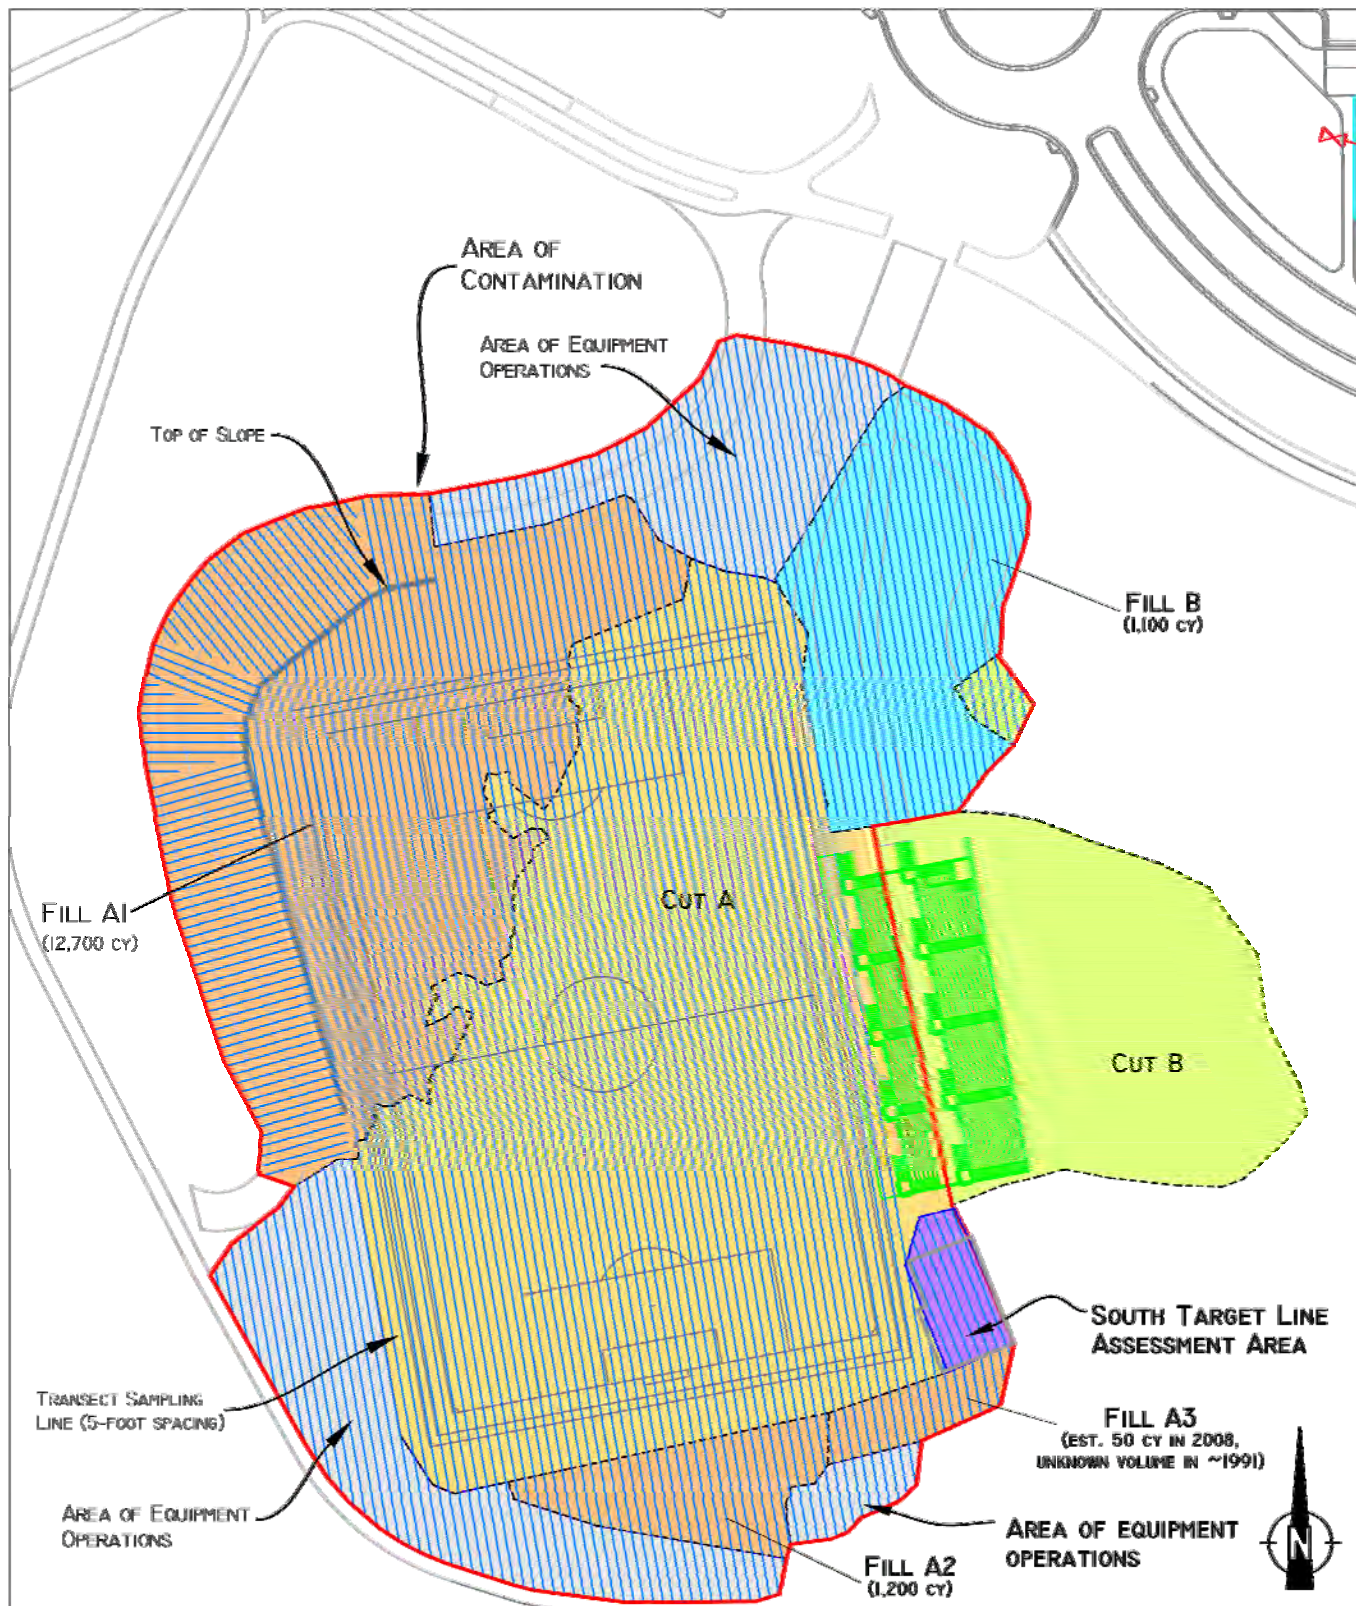 AREA OF
CONTAMINATION
AREA OF EQUIPMENT
OPERATIONS
TOP OF SLOPE
FILL B
(1,100 CY)
CUT A
FILL A1
(12,700 CY)
CUT B
SOUTH TARGET LINE
ASSESSMENT AREA
TRANSECT SAMPLING
LINE (5-FOOT SPACING)
FILL A3
(EST. 50 CY IN 2008,
UNKNOWN VOLUME IN ~1991)
AREA OF EQUIPMENT
OPERATIONS
AREA OF EQUIPMENT
OPERATIONS
FILL A2
(1,200 CY)
N